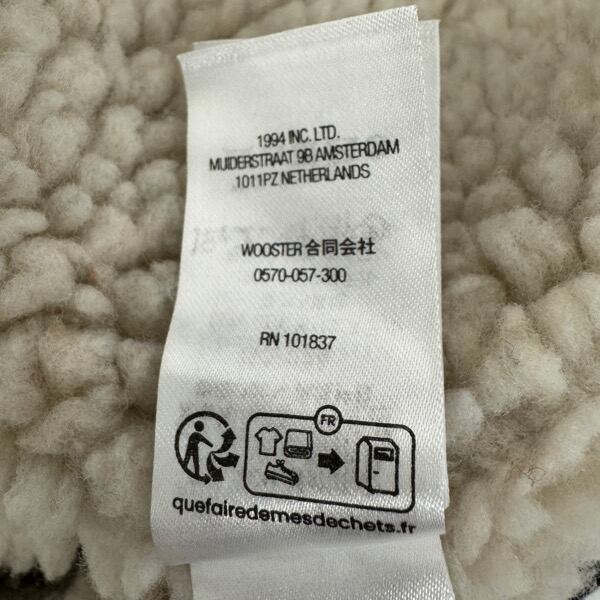 1994 INC. LTD.
MUIDERSTRAAT 9B AMSTERDAM
1011PZ NETHERLANDS
WOOSTER 合同会社
0570-057-300
RN 101837
FR
quefairedemesdechets.fr